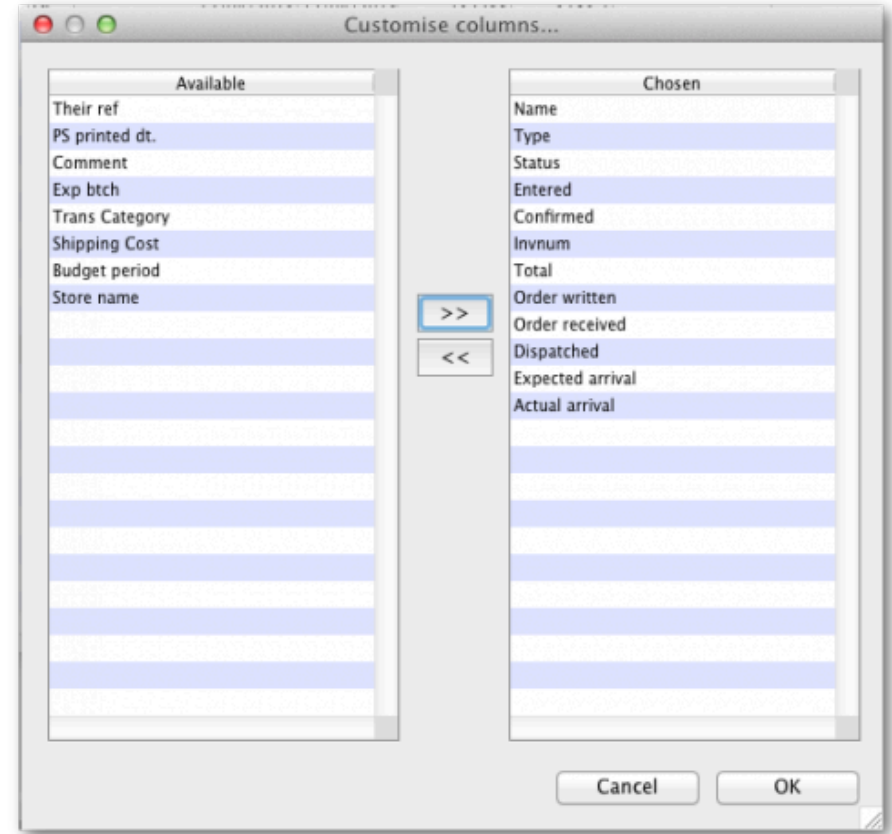 Customise columns...
Available
Their ref
PS printed dt.
Comment
Exp btch
Trans Category
Shipping Cost
Budget period
Store name
>>
<<
Chosen
Name
Type
Status
Entered
Confirmed
Invnum
Total
Order written
Order received
Dispatched
Expected arrival
Actual arrival
Cancel
OK